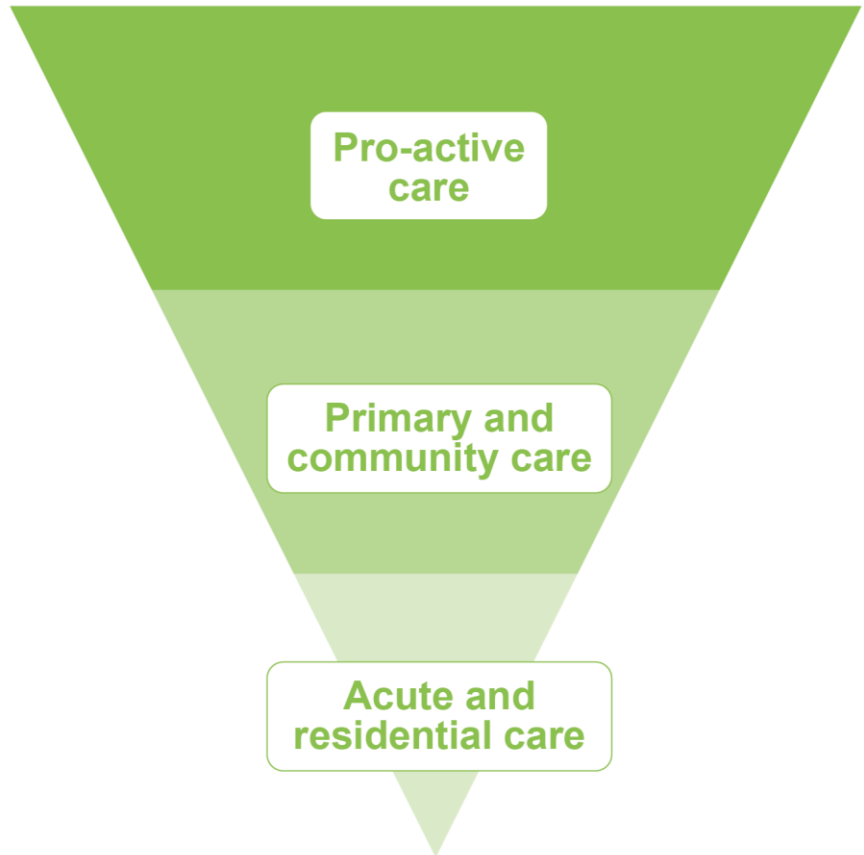 Pro-active
care
Primary and
community care
Acute and
residential care